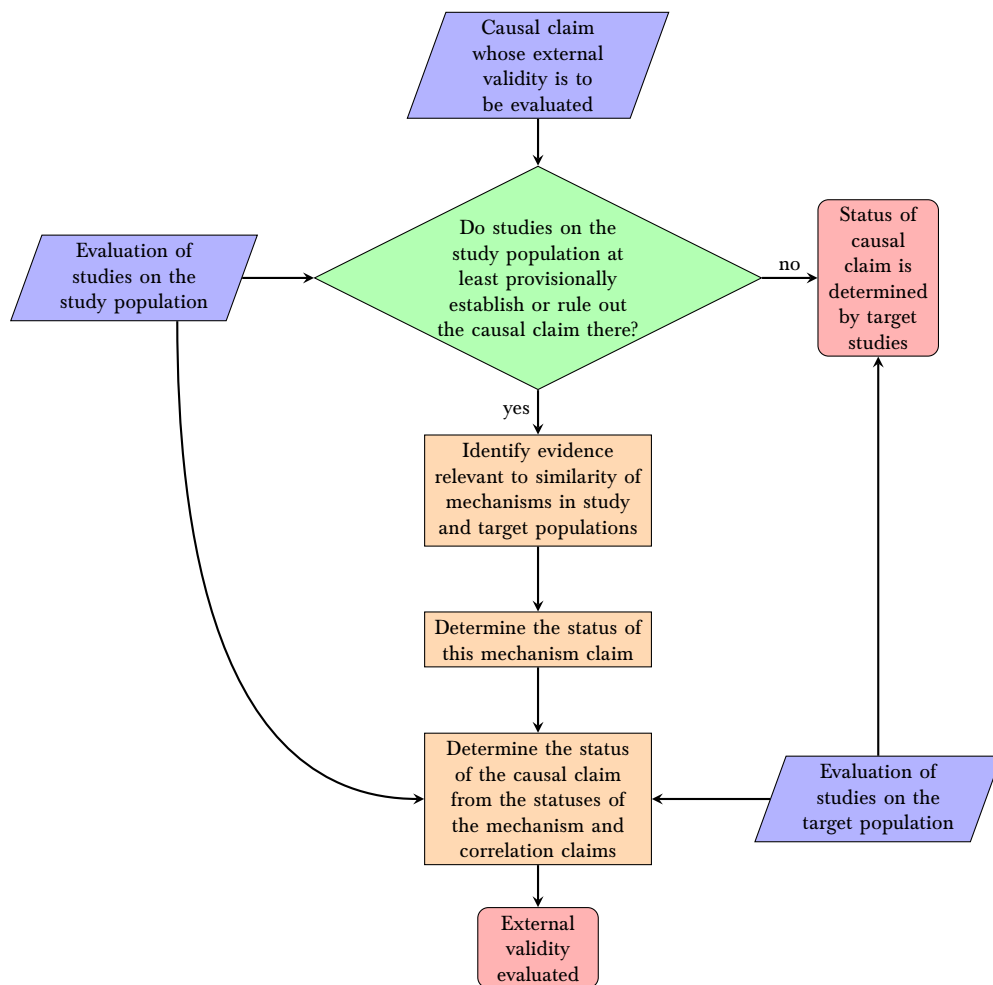 Causal claim
whose external
validity is to
be evaluated
Do studies on the
study population at
least provisionally
establish or rule out
the causal claim there?
Evaluation of
studies on the
study population
no
Status of
causal
claim is
determined
by target
studies
yes
Identify evidence
relevant to similarity of
mechanisms in study
and target populations
Determine the status of
this mechanism claim
Determine the status
of the causal claim
from the statuses of
the mechanism and
correlation claims
Evaluation of
studies on the
target population
External
validity
evaluated